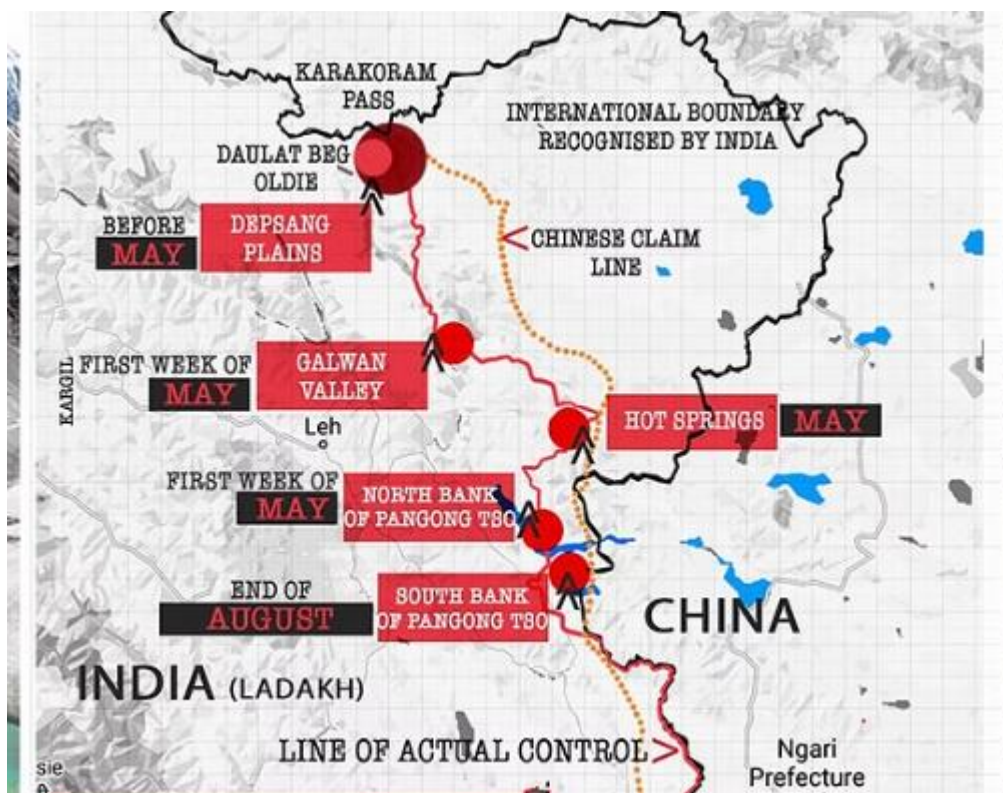 KARAKORAM
PASS
INTERNATIONAL BOUNDARY
RECOGNISED BY INDIA
DAULAT BEG
OLDIE
BEFORE
MAY
DEPSANG
PLAINS
CHINESE CLAIM
LINE
FIRST WEEK OF
MAY
GALWAN
VALLEY
KARGIL
Leh
HOT SPRINGS
MAY
FIRST WEEK OF
MAY
NORTH BANK
OF PANGONG TSO
END OF
AUGUST
SOUTH BANK
OF PANGONG TSO
CHINA
INDIA (LADAKH)
LINE OF ACTUAL CONTROL
Ngari
Prefecture
sie